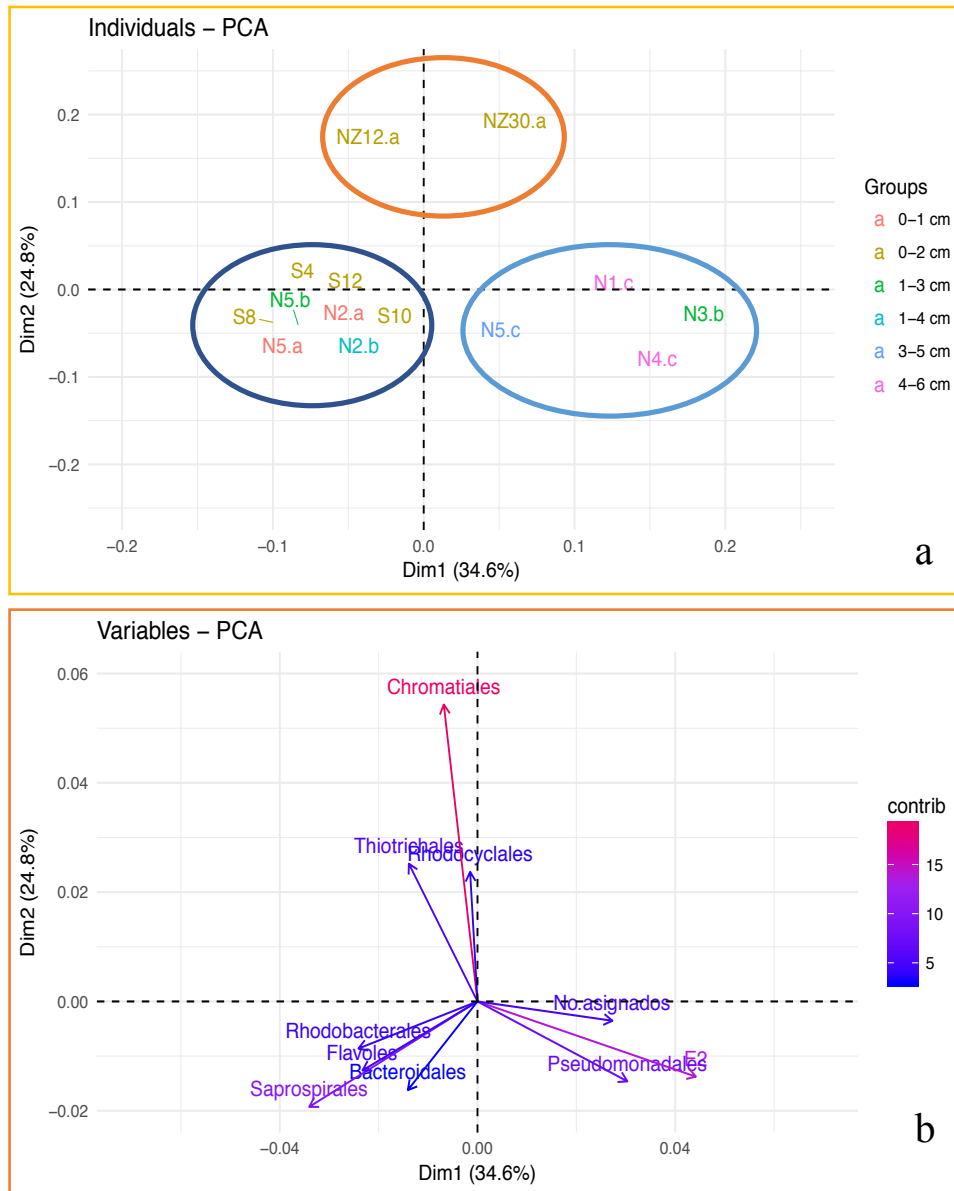 Individuals − PCA
0.2
0.1
0.0
−0.1
−0.2
Dim2 (24.8%)
NZ12.a
NZ30.a
S4
S12
N5.b
S8
N2.a
S10
N5.a
N2.b
N1.c
N5.c
N3.b
N4.c
−0.2
−0.1
0.0
0.1
0.2
Dim1 (34.6%)
Groups
a 0−1 cm
a 0−2 cm
a 1−3 cm
a 1−4 cm
a 3−5 cm
a 4−6 cm
a
Variables − PCA
0.06
0.04
0.02
0.00
−0.02
Dim2 (24.8%)
Chromatiales
Thiotrichales
Rhodocyclales
No.asignados
Rhodobacterales
Flavoles
Bacteroidales
Saprospirales
Pseudomonadales
−0.04
0.00
0.04
Dim1 (34.6%)
contrib
15
10
5
b